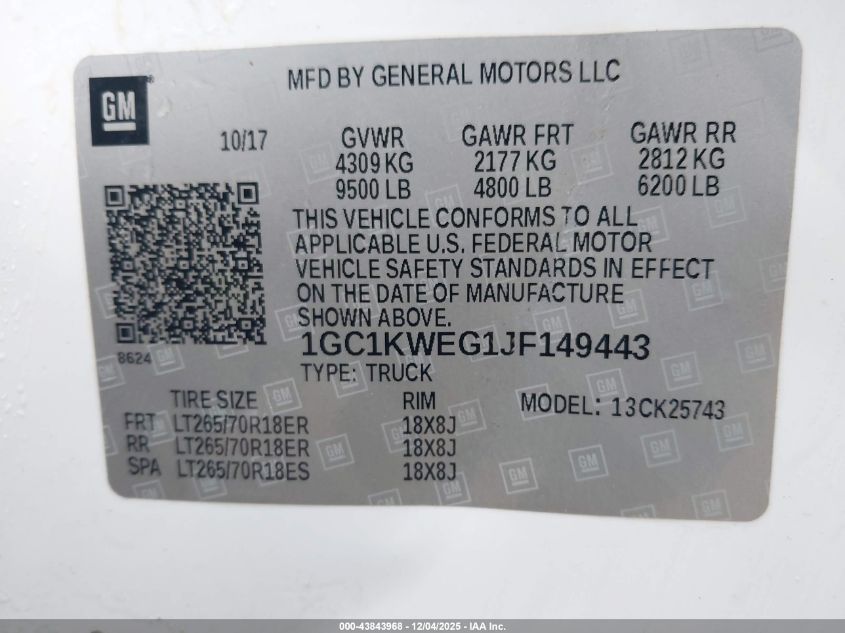 MFD BY GENERAL MOTORS LLC
GM
10/17 GVWR GAWR FRT GAWR RR
4309 KG 2177 KG 2812 KG
9500 LB 4800 LB 6200 LB
THIS VEHICLE CONFORMS TO ALL
APPLICABLE U.S. FEDERAL MOTOR
VEHICLE SAFETY STANDARDS IN EFFECT
ON THE DATE OF MANUFACTURE
SHOWN ABOVE.
8624
1GC1KWEG1JF149443
TYPE: TRUCK
TIRE SIZE RIM MODEL: 13CK25743
FRT LT265/70R18ER 18X8J
RR LT265/70R18ER 18X8J
SPA LT265/70R18ES 18X8J
000-43843968 - 12/04/2025 - IAA Inc.